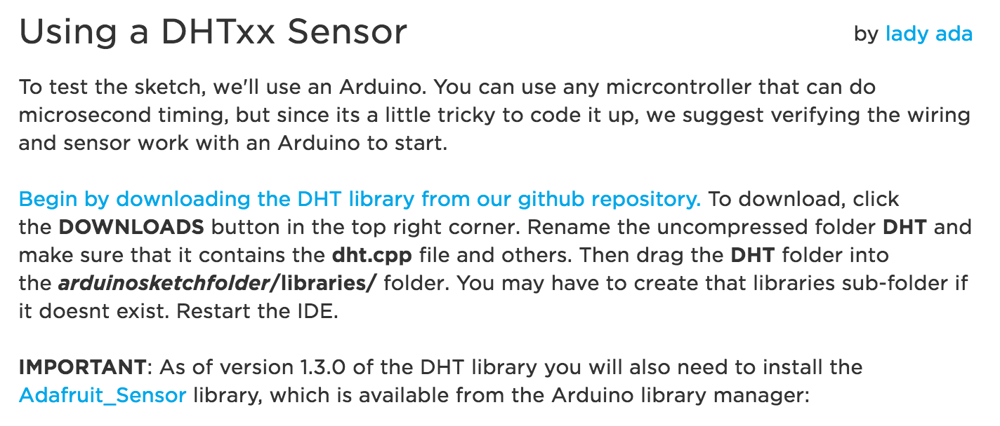 Using a DHTxx Sensor
by lady ada
To test the sketch, we'll use an Arduino. You can use any micrcontroller that can do
microsecond timing, but since its a little tricky to code it up, we suggest verifying the wiring
and sensor work with an Arduino to start.
Begin by downloading the DHT library from our github repository. To download, click
the DOWNLOADS button in the top right corner. Rename the uncompressed folder DHT and
make sure that it contains the dht.cpp file and others. Then drag the DHT folder into
the arduinosketchfolder/libraries/ folder. You may have to create that libraries sub-folder if
it doesnt exist. Restart the IDE.
IMPORTANT: As of version 1.3.0 of the DHT library you will also need to install the
Adafruit_Sensor library, which is available from the Arduino library manager: